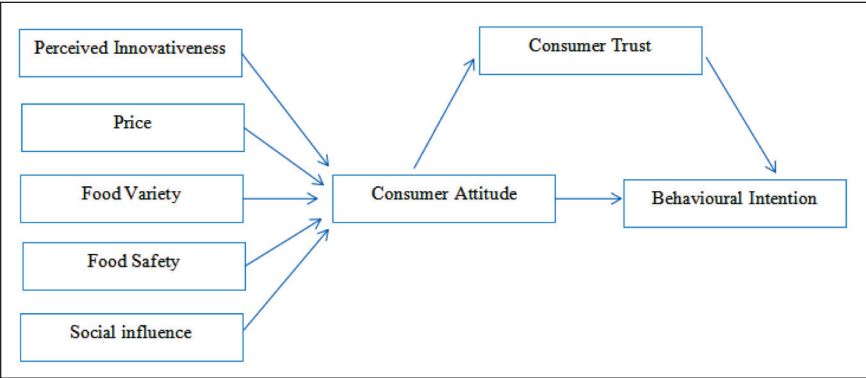 Perceived Innovativeness
Consumer Trust
Price
Food Variety
Consumer Attitude
Behavioural Intention
Food Safety
Social influence